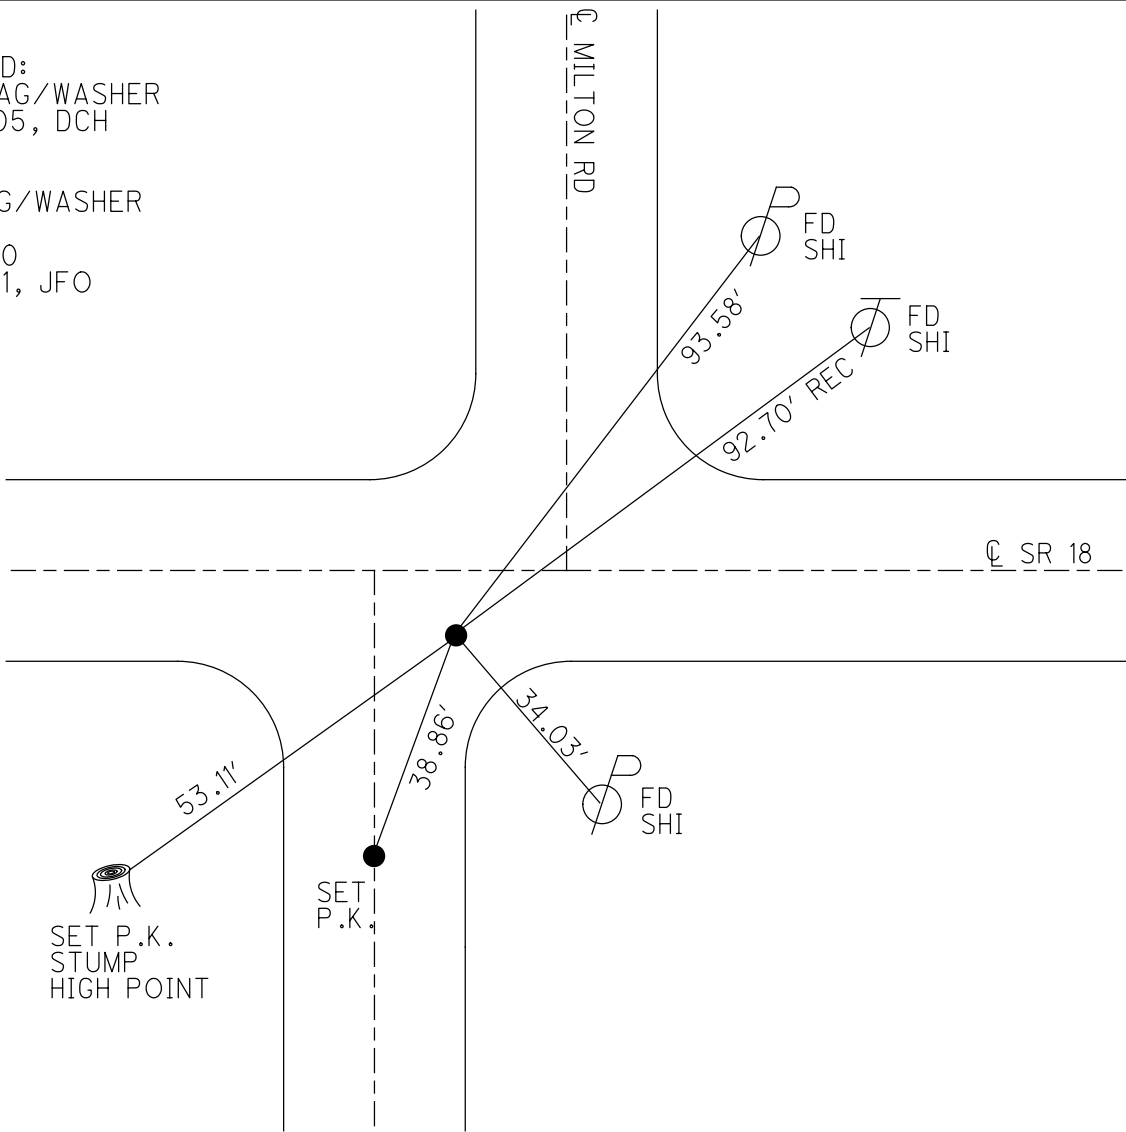 D:
AG/WASHER
05, DCH
G/WASHER
0
1, JFO
℄ MILTON RD
FD
SHI
FD
SHI
93.58'
92.70' REC
℄ SR 18
34.03'
38.86'
53.11'
FD
SHI
SET
P.K.
SET P.K.
STUMP
HIGH POINT